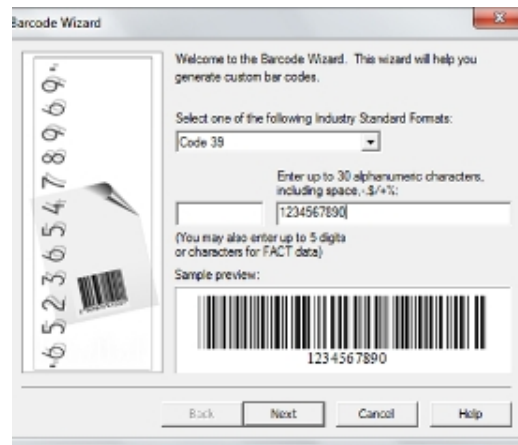 Barcode Wizard
Welcome to the Barcode Wizard. This wizard will help you
generate custom bar codes.
Select one of the following Industry Standard Formats:
Code 39
Enter up to 30 alphanumeric characters,
including space,-.$/+%:
1234567890
(You may also enter up to 5 digits
or characters for FACT data)
Sample preview:
1234567890
Back
Next
Cancel
Help